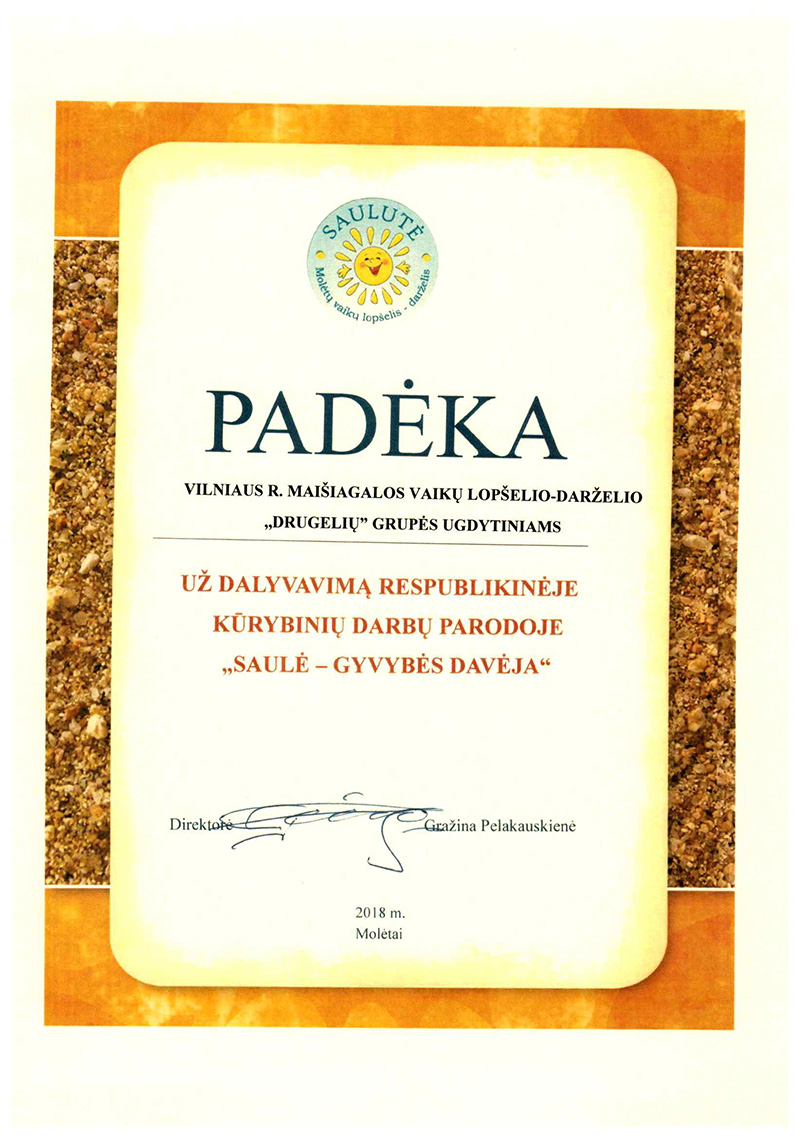 SAULUTĖ
Molėtų vaikų lopšelis - darželis
PADĖKA
VILNIAUS R. MAIŠIAGALOS VAIKŲ LOPŠELIO-DARŽELIO
„DRUGELIŲ” GRUPĖS UGDYTINIAMS
UŽ DALYVAVIMĄ RESPUBLIKINĖJE
KŪRYBINIŲ DARBŲ PARODOJE
„SAULĖ – GYVYBĖS DAVĖJA“
Direktorė Gražina Pelakauskienė
2018 m.
Molėtai